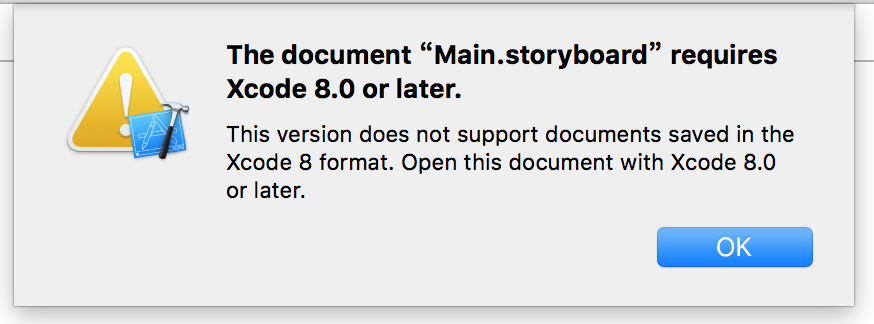 The document “Main.storyboard” requires
Xcode 8.0 or later.
This version does not support documents saved in the
Xcode 8 format. Open this document with Xcode 8.0
or later.
OK